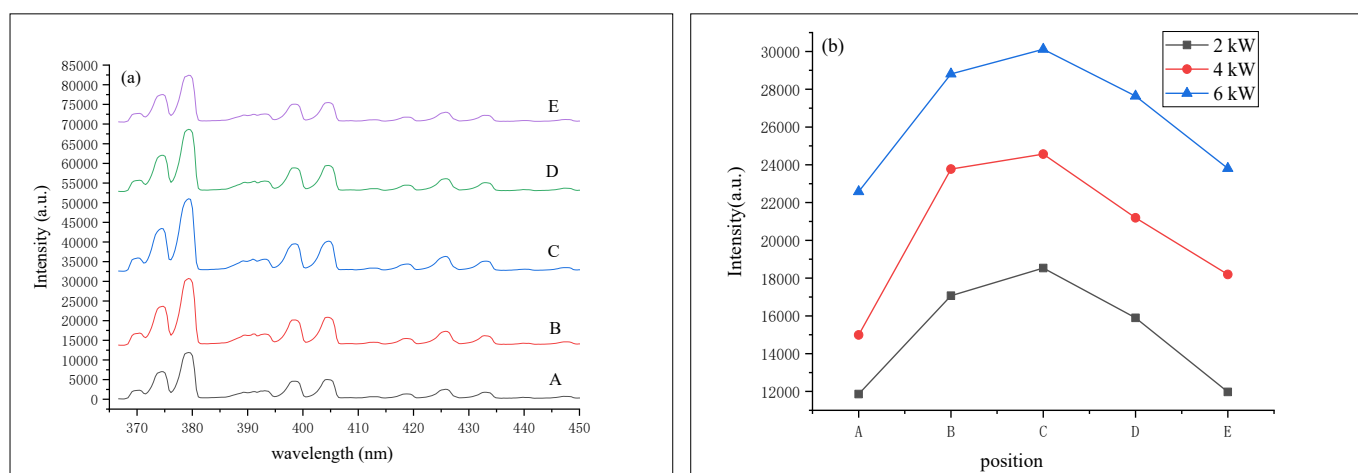 (a)
85000
80000
75000
70000
65000
60000
55000
50000
45000
40000
35000
30000
25000
20000
15000
10000
5000
0
Intensity (a.u.)
E
D
C
B
A
370 380 390 400 410 420 430 440 450
wavelength (nm)
(b)
2 kW
4 kW
6 kW
30000
28000
26000
24000
22000
20000
18000
16000
14000
12000
Intensity(a.u.)
A B C D E
position